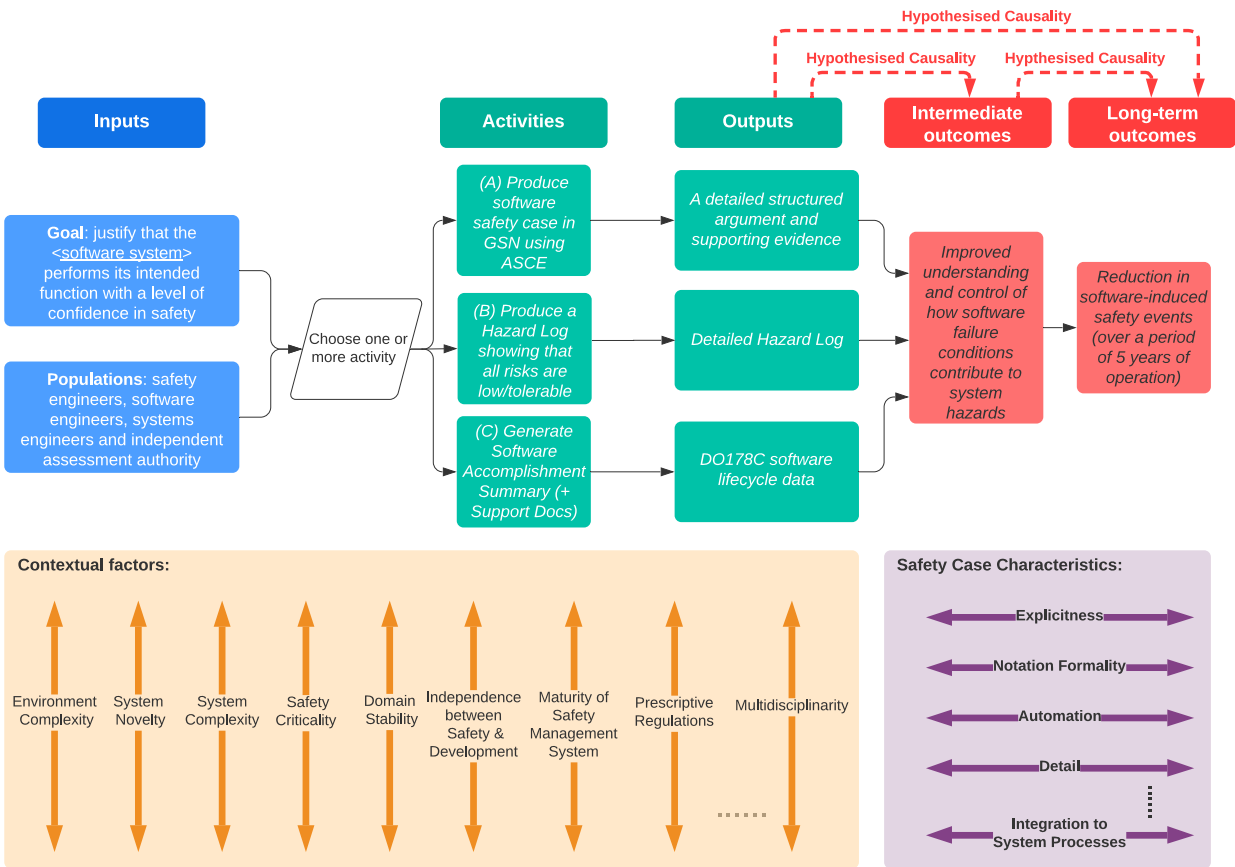 Hypothesised Causality
Hypothesised Causality
Hypthesised Causality
Inputs
Activities
Outputs
Intermediate
outcomes
Long-term
outcomes
Goal: justify that the
<software system>
performs its intended
function with a level of
confidence in safety
Populations: safety
engineers, software
engineers, systems
engineers and independent
assessment authority
Choose one or
more activity
(A) Produce
software
safety case in
GSN using
ASCE
(B) Produce a
Hazard Log
showing that
all risks are
low/tolerable
(C) Generate
Software
Accomplishment
Summary (+
Support Docs)
A detailed structured
argument and
supporting evidence
Detailed Hazard Log
DO178C software
lifecycle data
Improved
understanding
and control of
how software
failure
conditions
contribute to
system
hazards
Reduction in
software-induced
safety events
(over a period
of 5 years of
operation)
Contextual factors:
Environment
Complexity
System
Novelty
System
Complexity
Safety
Criticality
Domain
Stability
Independence
between
Safety &
Development
Maturity of
Safety
Management
System
Prescriptive
Regulations
Multidisciplinarity
Safety Case Characteristics:
Explicitness
Notation Formality
Automation
Detail
Integration to
System Processes